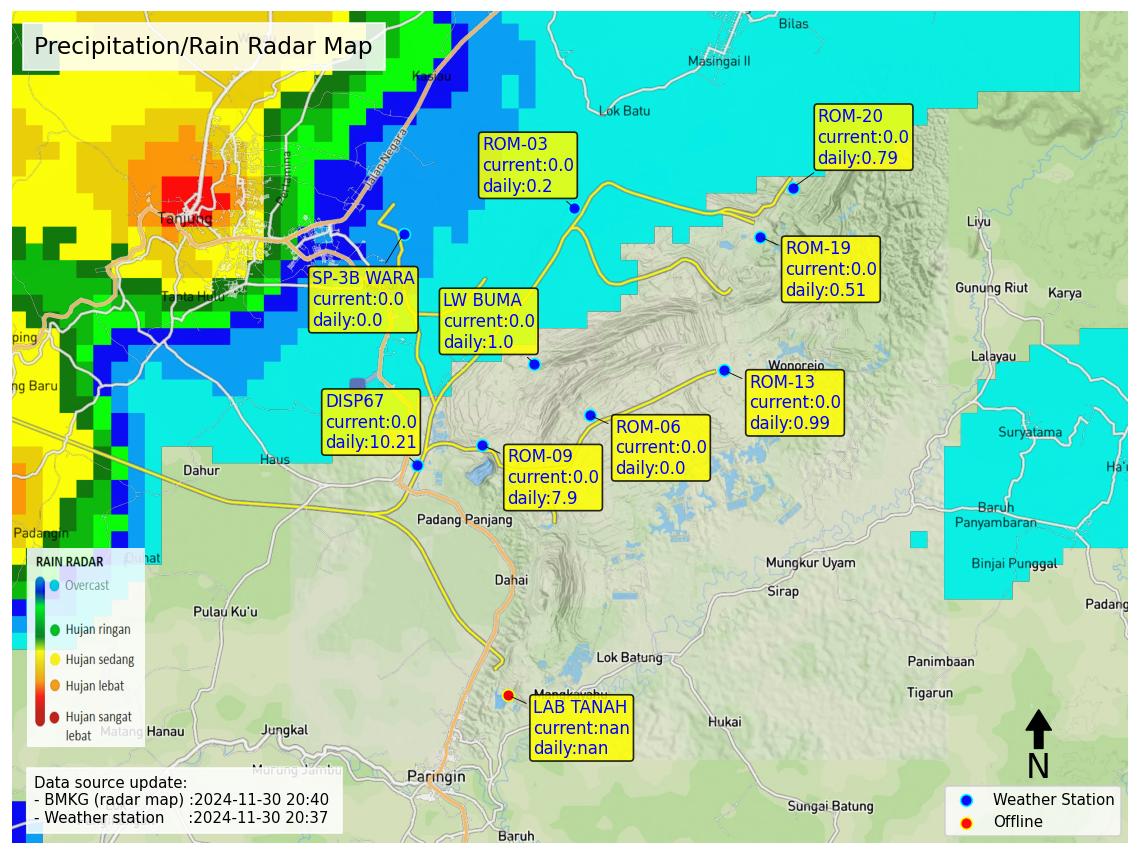 Precipitation/Rain Radar Map
Bilas
Masingai II
Kasiau
Lok Batu
ROM-20
current:0.0
daily:0.79
ROM-03
current:0.0
daily:0.2
Jalan Negara
Pertamina
Tanjung
Liyu
ROM-19
current:0.0
daily:0.51
SP-3B WARA
current:0.0
daily:0.0
LW BUMA
current:0.0
daily:1.0
Tanta Hulu
Gunung Riut
Karya
ping
Lalayau
Wonorejo
ng Baru
ROM-13
current:0.0
daily:0.99
DISP67
current:0.0
daily:10.21
ROM-06
current:0.0
daily:0.0
Suryatama
ROM-09
current:0.0
daily:7.9
Haus
Dahur
Baruh
Panyambaran
Padang Panjang
Padangin
Binjai Punggal
Mungkur Uyam
Dahai
Sirap
Padang
Pulau Ku'u
RAIN RADAR
Overcast
Hujan ringan
Hujan sedang
Hujan lebat
Hujan sangat
lebat
Lok Batung
Panimbaan
Tigarun
LAB TANAH
current:nan
daily:nan
Hukai
Matang Hanau
Jungkal
Murung Jambu
Paringin
N
Data source update:
- BMKG (radar map) :2024-11-30 20:40
- Weather station :2024-11-30 20:37
Weather Station
Offline
Sungai Batung
Baruh